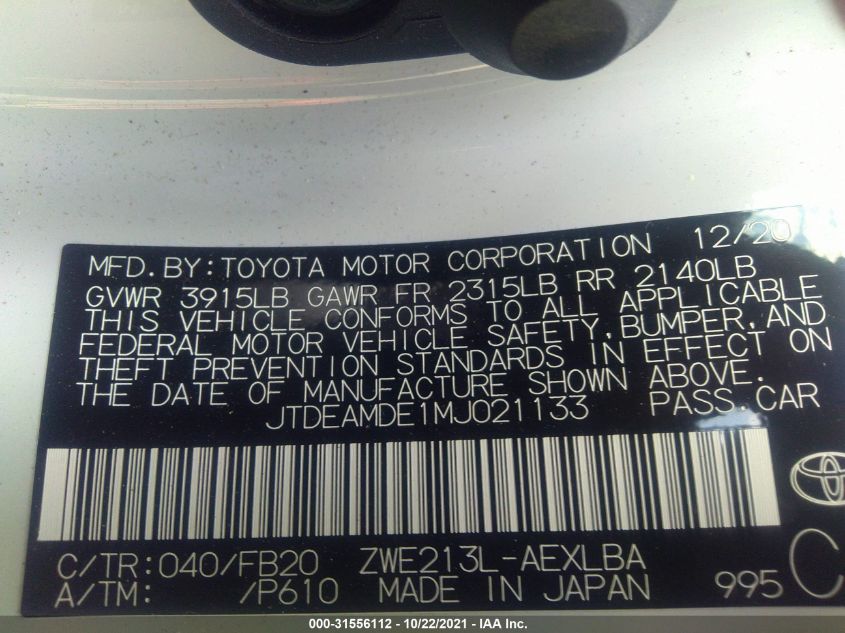 MFD.BY:TOYOTA MOTOR CORPORATION 12/20
GVWR 3915LB GAWR FR 2315LB RR 2140LB
THIS VEHICLE CONFORMS TO ALL APPLICABLE
FEDERAL MOTOR VEHICLE SAFETY,BUMPER,AND
THEFT PREVENTION STANDARDS IN EFFECT ON
THE DATE OF MANUFACTURE SHOWN ABOVE.
JTDEAMDE1MJ021133 PASS.CAR
C/TR:040/FB20 ZWE213L-AEXLBA
A/TM: /P610 MADE IN JAPAN 995 C
000-31556112 - 10/22/2021 - IAA Inc.